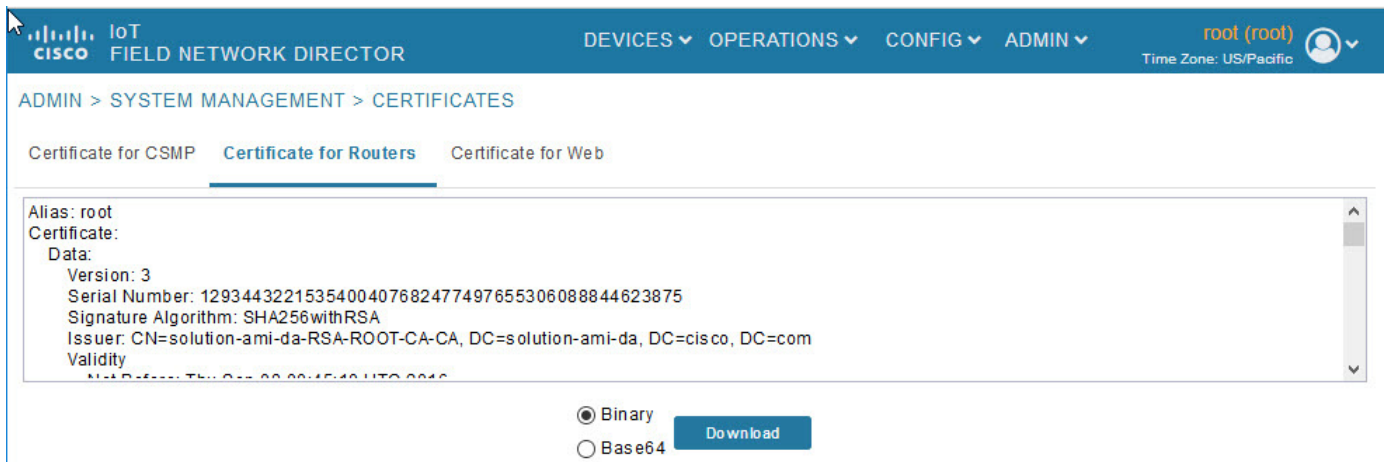 IoT
CISCO FIELD NETWORK DIRECTOR
DEVICES OPERATIONS CONFIG ADMIN
root (root)
Time Zone: US/Pacific
ADMIN > SYSTEM MANAGEMENT > CERTIFICATES
Certificate for CSMP Certificate for Routers Certificate for Web
Alias: root
Certificate:
Data:
Version: 3
Serial Number: 1293443221535400407682477497655306088844623875
Signature Algorithm: SHA256withRSA
Issuer: CN=solution-ami-da-RSA-ROOT-CA-CA, DC=solution-ami-da, DC=cisco, DC=com
Validity
Binary
Download
Base64